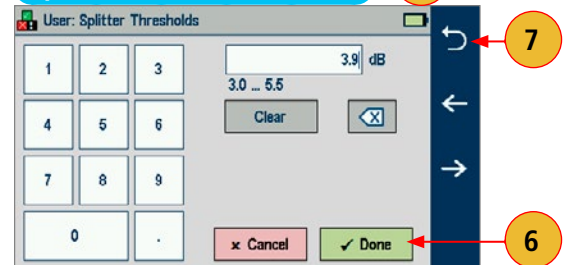 User: Splitter Thresholds
7
3.9 dB
3.0 ... 5.5
1 2 3
Clear
4 5 6
7 8 9
0 .
× Cancel
✓ Done
6